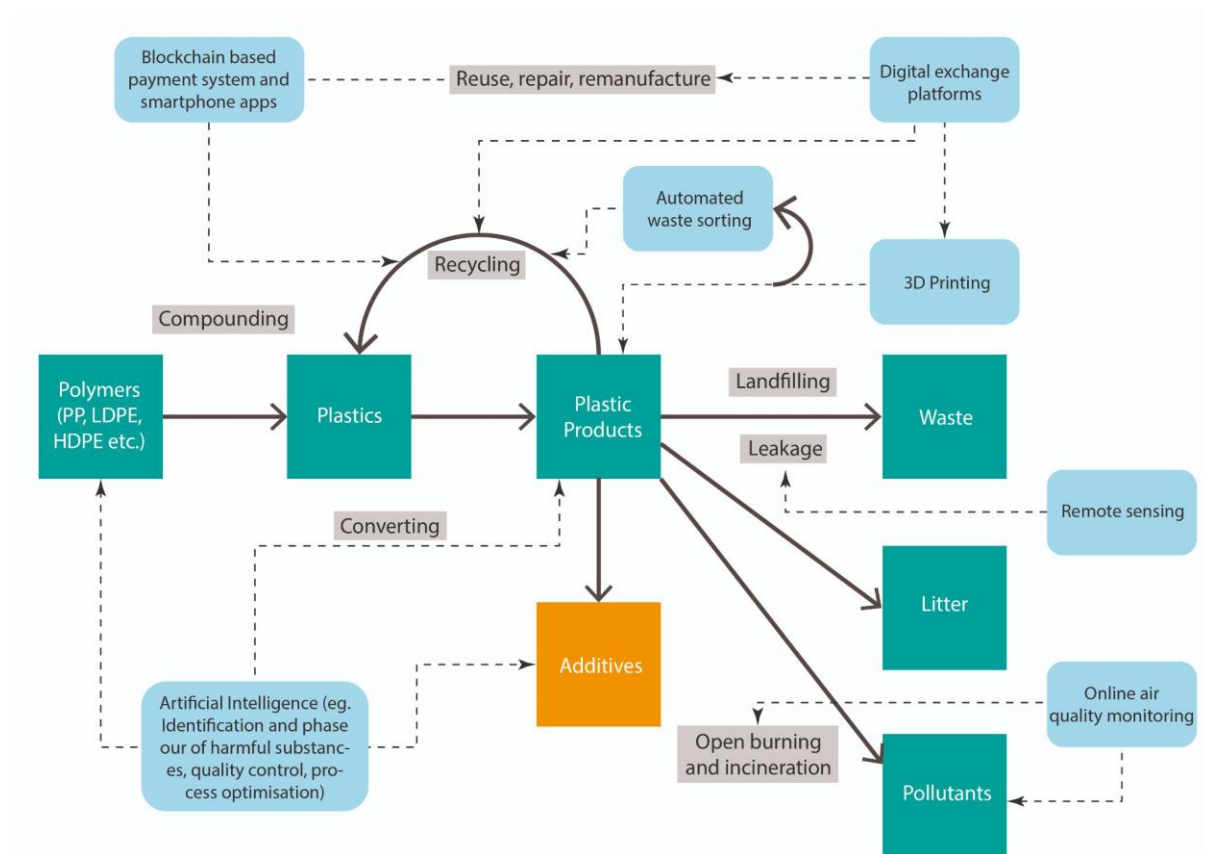 Blockchain based
payment system and
smartphone apps
Reuse, repair, remanufacture
Digital exchange
platforms
Automated
waste sorting
Recycling
3D Printing
Compounding
Polymers
(PP, LDPE,
HDPE etc.)
Plastics
Plastic
Products
Landfilling
Waste
Leakage
Remote sensing
Converting
Litter
Additives
Artificial Intelligence (eg.
Identification and phase
our of harmful substanc-
es, quality control, pro-
cess optimisation)
Online air
quality monitoring
Open burning
and incineration
Pollutants